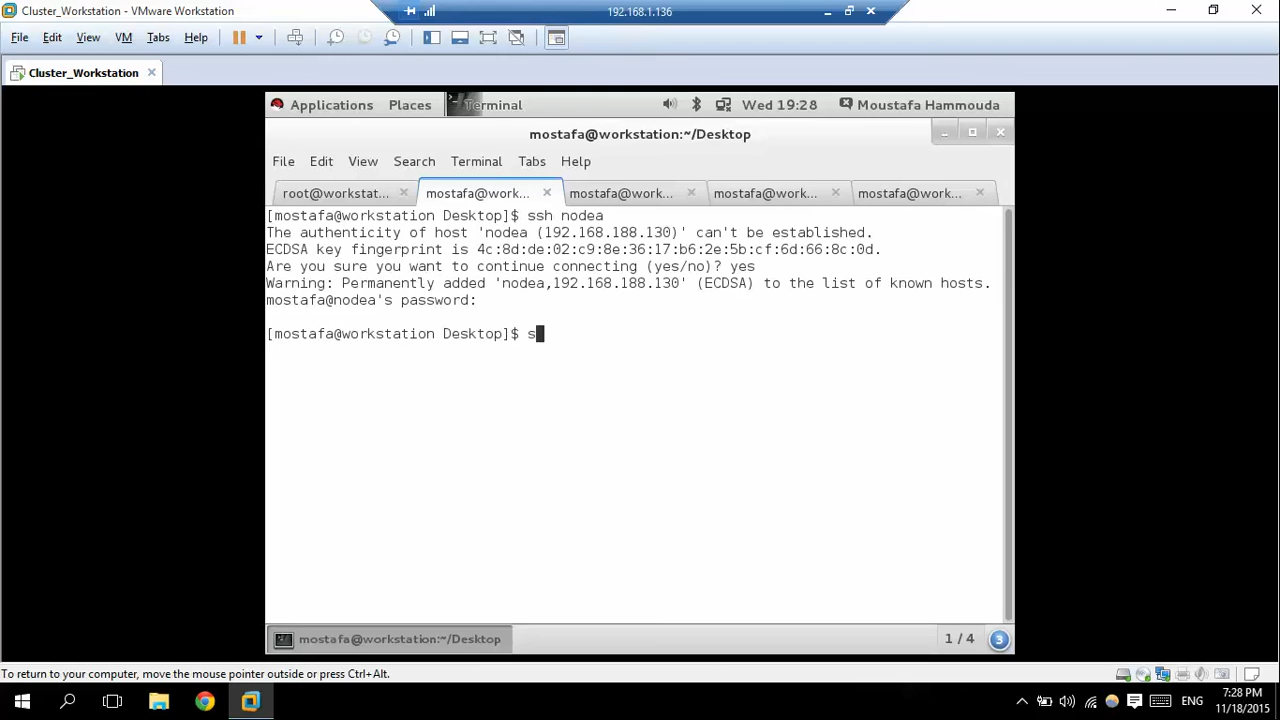 Cluster_Workstation - VMware Workstation
192.168.1.136
File Edit View VM Tabs Help
Cluster_Workstation
Applications Places Terminal Wed 19:28 Moustafa Hammouda
mostafa@workstation:~/Desktop
File Edit View Search Terminal Tabs Help
root@workstat... mostafa@work... mostafa@work... mostafa@work... mostafa@work...
[mostafa@workstation Desktop]$ ssh nodea
The authenticity of host 'nodea (192.168.188.130)' can't be established.
ECDSA key fingerprint is 4c:8d:de:02:c9:8e:36:17:b6:2e:5b:cf:6d:66:8c:0d.
Are you sure you want to continue connecting (yes/no)? yes
Warning: Permanently added 'nodea,192.168.188.130' (ECDSA) to the list of known hosts.
mostafa@nodea's password:
[mostafa@workstation Desktop]$ s
mostafa@workstation:~/Desktop
1 / 4
3
To return to your computer, move the mouse pointer outside or press Ctrl+Alt.
ENG
7:28 PM
11/18/2015